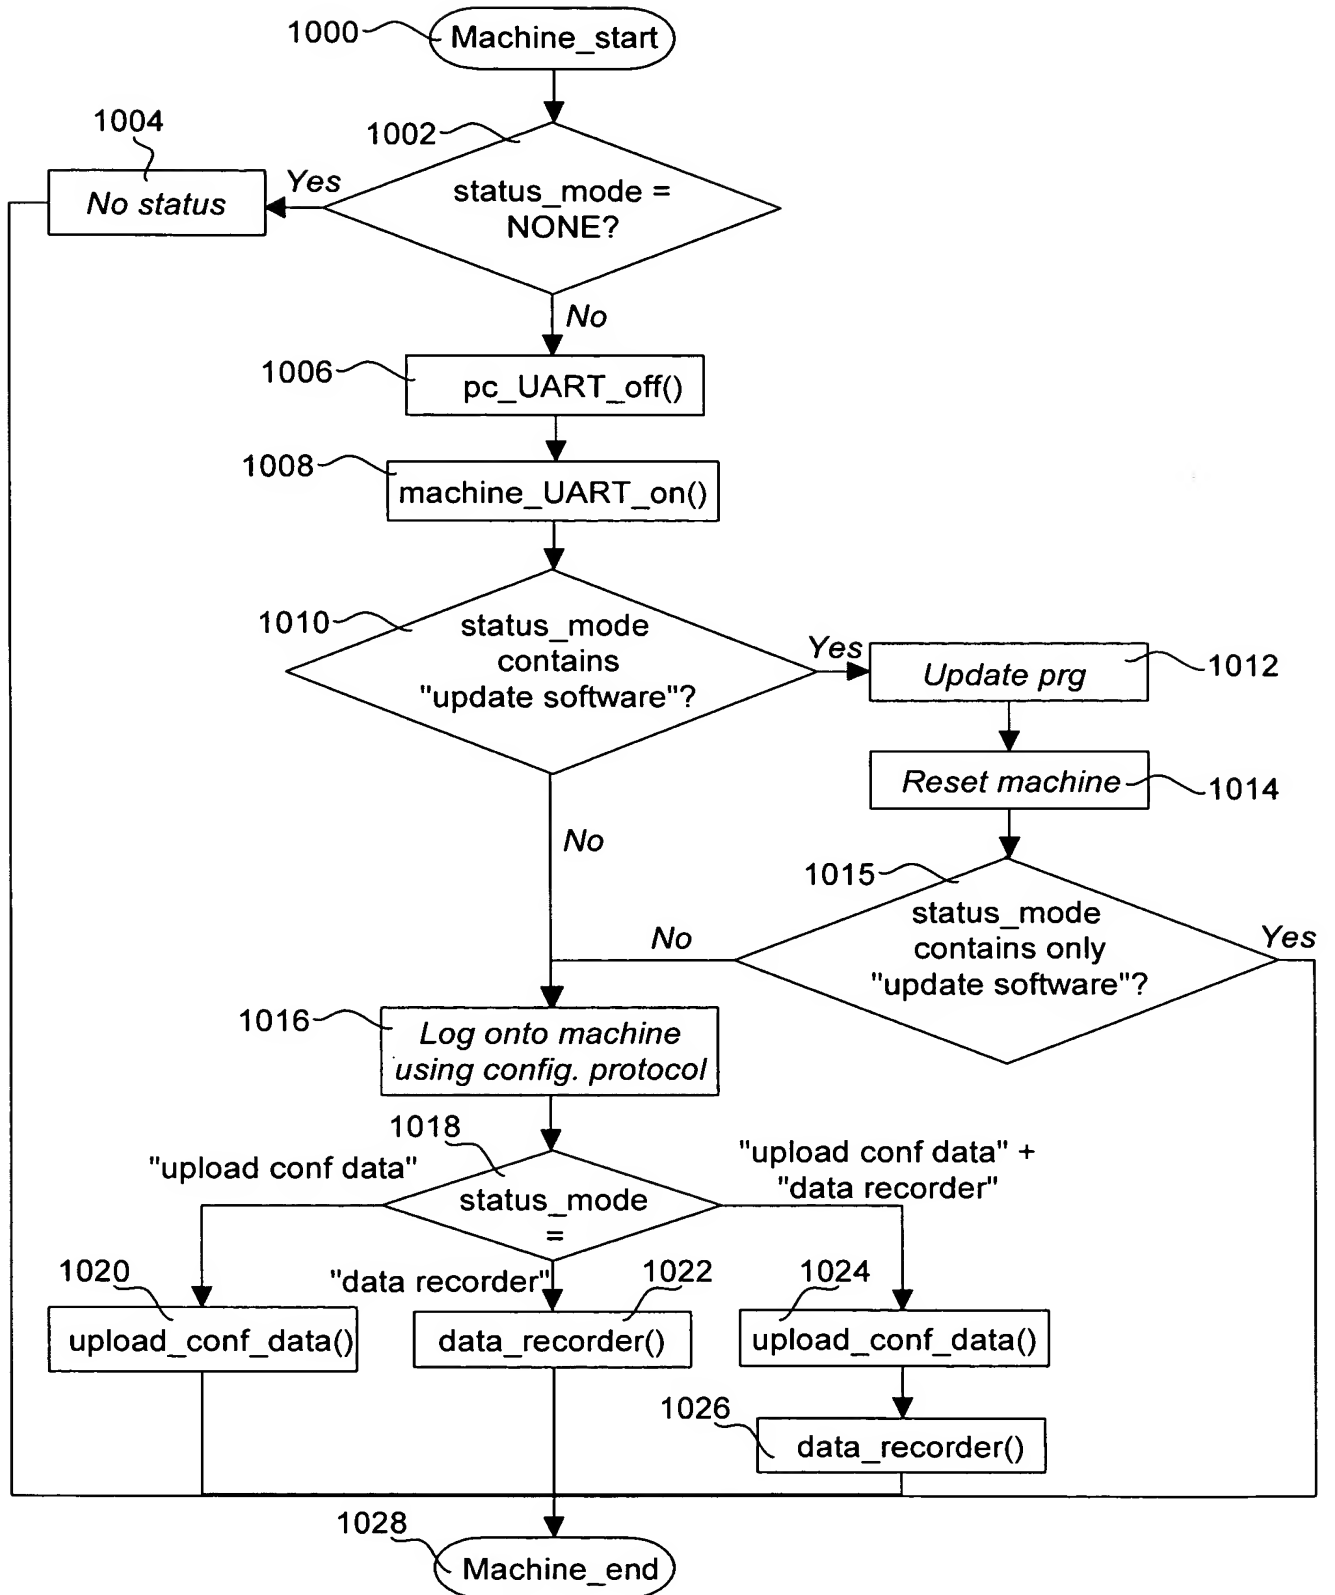 1000
Machine_start
1004
1002
Yes
No status
status_mode =
NONE?
No
1006
pc_UART_off()
1008
machine_UART_on()
1010
status_mode
contains
"update software"?
Yes
Update prg
1012
Reset machine
1014
No
1015
status_mode
contains only
"update software"?
No
Yes
1016
Log onto machine
using config. protocol
1018
"upload conf data"
status_mode
=
"upload conf data" +
"data recorder"
1020
"data recorder"
1022
1024
upload_conf_data()
data_recorder()
upload_conf_data()
1026
data_recorder()
1028
Machine_end